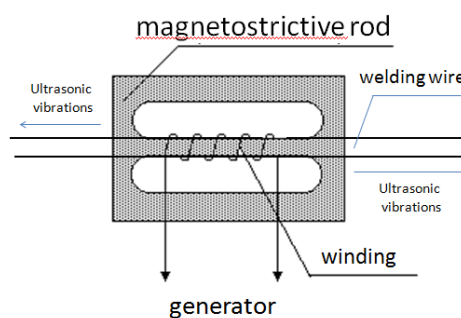 magnetostrictive rod
Ultrasonic
vibrations
welding wire
Ultrasonic
vibrations
winding
generator